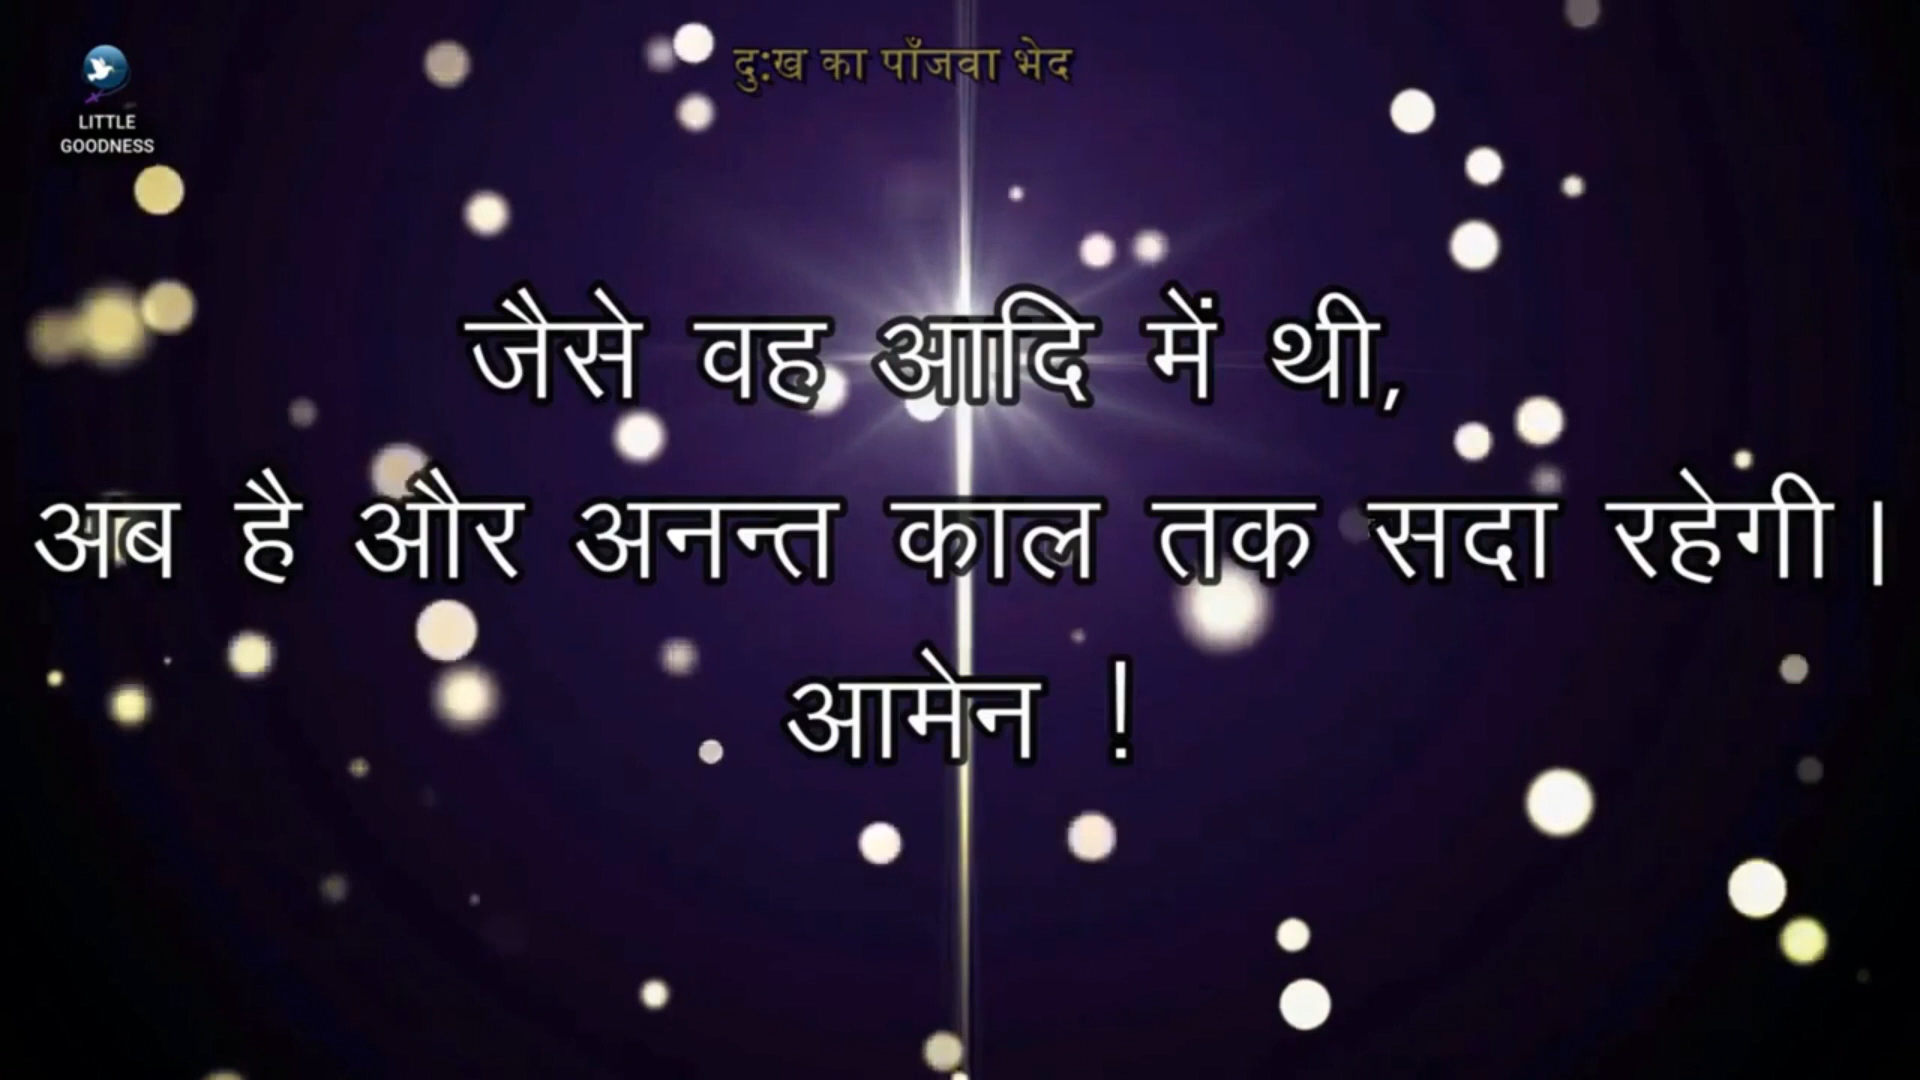 दुःख का पाँजवा भेद
LITTLE
GOODNESS
जैसे वह आदि में थी,
अब है और अनन्त काल तक सदा रहेगी।
आमेन !